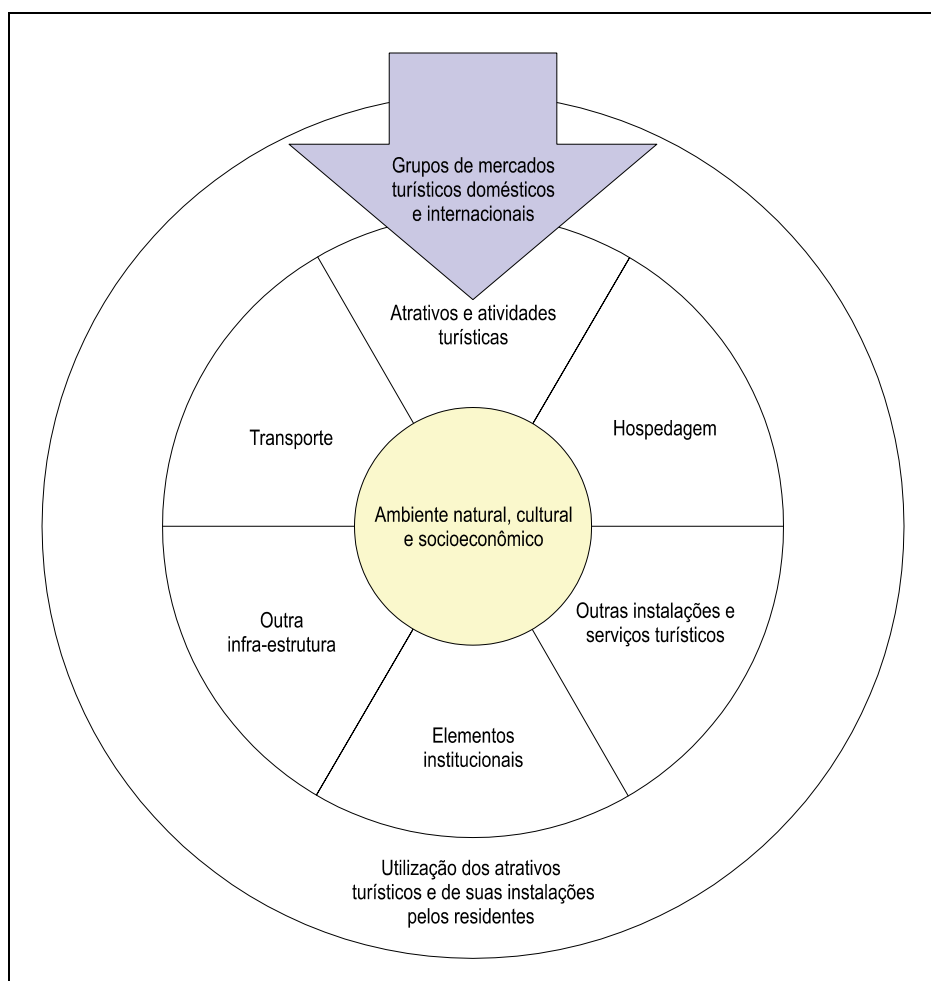 Grupos de mercados
turísticos domésticos
e internacionais
Atrativos e atividades
turísticas
Transporte
Hospedagem
Ambiente natural, cultural
e socioeconômico
Outra
infra-estrutura
Outras instalações e
serviços turísticos
Elementos
institucionais
Utilização dos atrativos
turísticos e de suas instalações
pelos residentes